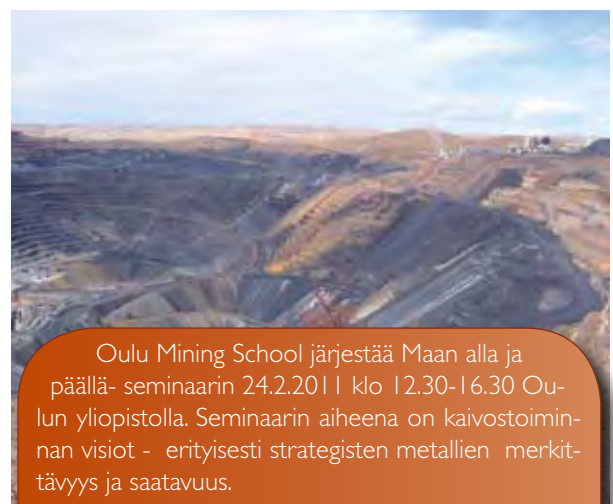 Oulu Mining School järjestää Maan alla ja
päällä- seminaarin 24.2.2011 klo 12.30-16.30 Ou-
lun yliopistolla. Seminaarin aiheena on kaivostoimin-
nan visiot - erityisesti strategisten metallien merkit-
tävyys ja saatavuus.